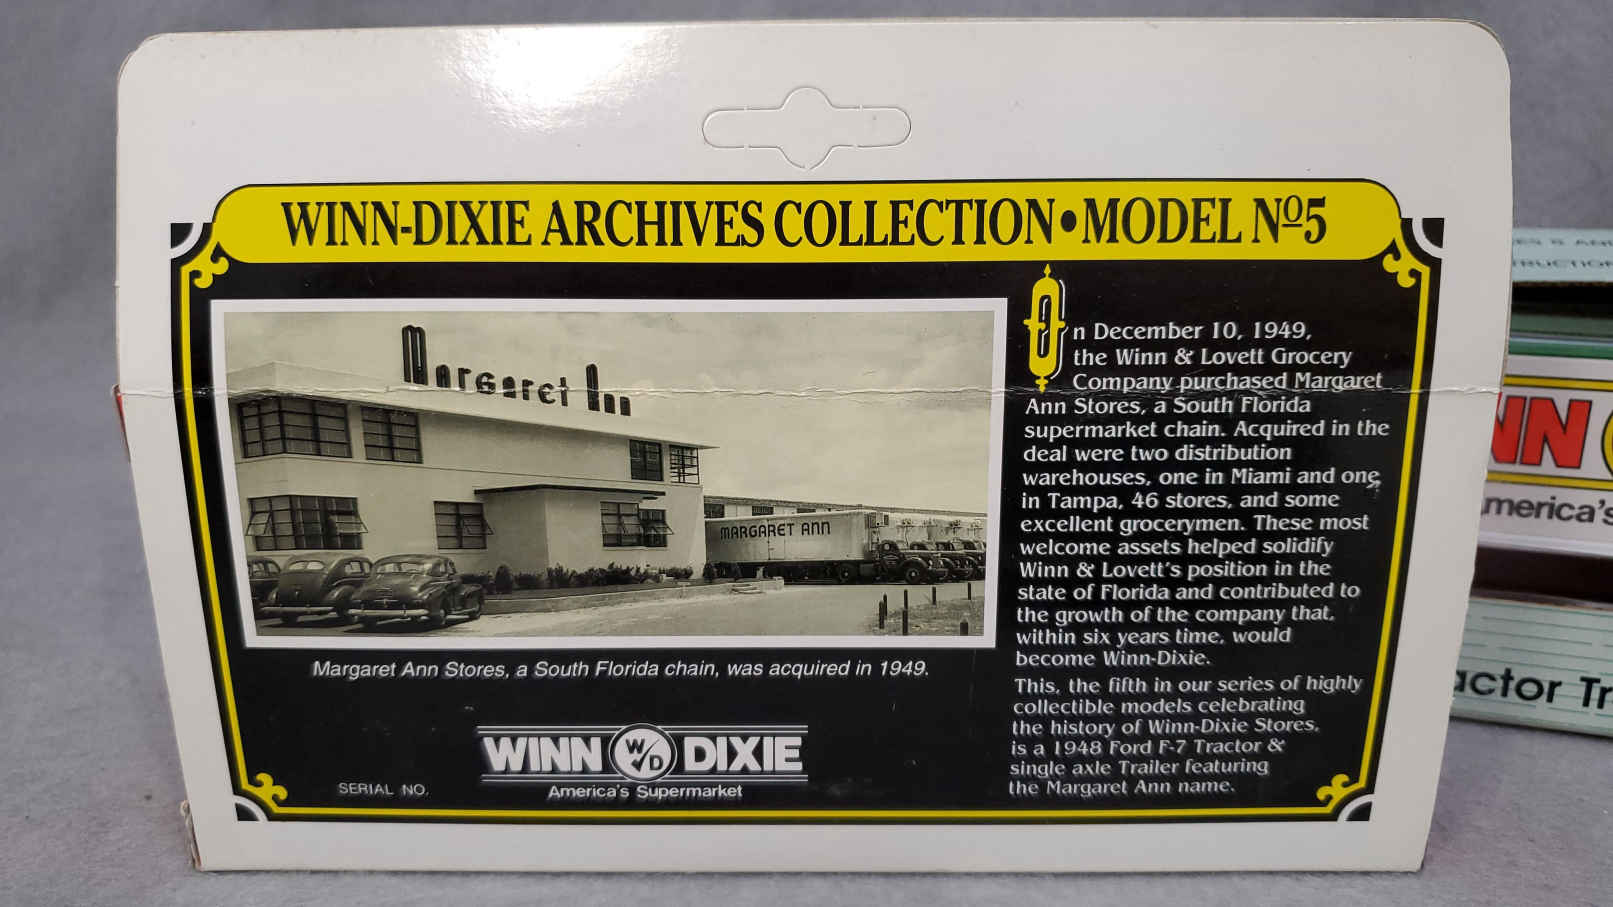 WINN-DIXIE ARCHIVES COLLECTION•MODEL Nº5
Margaret Ann
MARGARET ANN
Margaret Ann Stores, a South Florida chain, was acquired in 1949.
On December 10, 1949,
the Winn & Lovett Grocery
Company purchased Margaret
Ann Stores, a South Florida
supermarket chain. Acquired in the
deal were two distribution
warehouses, one in Miami and one
in Tampa, 46 stores, and some
excellent grocerymen. These most
welcome assets helped solidify
Winn & Lovett's position in the
state of Florida and contributed to
the growth of the company that,
within six years time, would
become Winn-Dixie.
This, the fifth in our series of highly
collectible models celebrating
the history of Winn-Dixie Stores,
is a 1948 Ford F-7 Tractor &
single axle Trailer featuring
the Margaret Ann name.
SERIAL NO.
WINN W/D DIXIE
America's Supermarket
NN
merica's
actor Tr